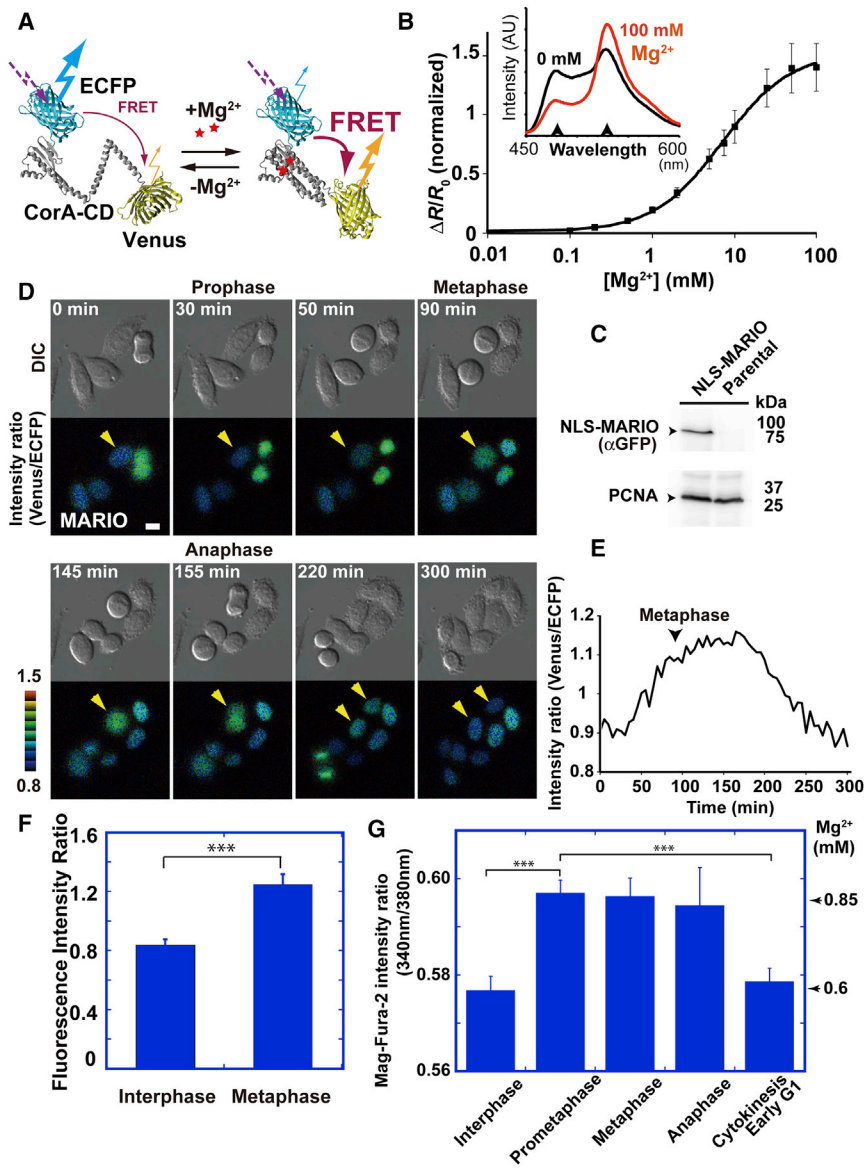 A
ECFP
FRET
+Mg²⁺
FRET
-Mg²⁺
CorA-CD
Venus
B
ΔR/R₀ (normalized)
1.5
1.0
0.5
0
0.01
0.1
1
10
100
[Mg²⁺] (mM)
Intensity (AU)
0 mM
100 mM
Mg²⁺
450
Wavelength
600
(nm)
C
NLS-MARIO
Parental
kDa
NLS-MARIO
(αGFP)
100
75
PCNA
37
25
D
Prophase
Metaphase
0 min
30 min
50 min
90 min
DIC
Intensity ratio
(Venus/ECFP)
MARIO
Anaphase
145 min
155 min
220 min
300 min
1.5
0.8
E
Intensity ratio (Venus/ECFP)
1.2
1.1
1
0.9
0.8
Metaphase
0
50
100
150
200
250
300
Time (min)
F
Fluorescence Intensity Ratio
1.6
1.2
0.8
0.4
0
***
Interphase
Metaphase
G
Mag-Fura-2 intensity ratio
(340nm/380nm)
0.60
0.58
0.56
***
***
Mg²⁺
(mM)
0.85
0.6
Interphase
Prometaphase
Metaphase
Anaphase
Cytokinesis
Early G1